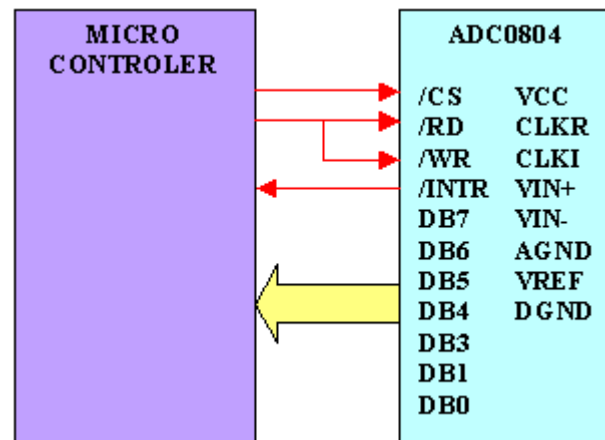 MICRO
CONTROLER
ADC0804
/CS VCC
/RD CLKR
/WR CLKI
/INTR VIN+
DB7 VIN-
DB6 AGND
DB5 VREF
DB4 DGND
DB3
DB1
DB0